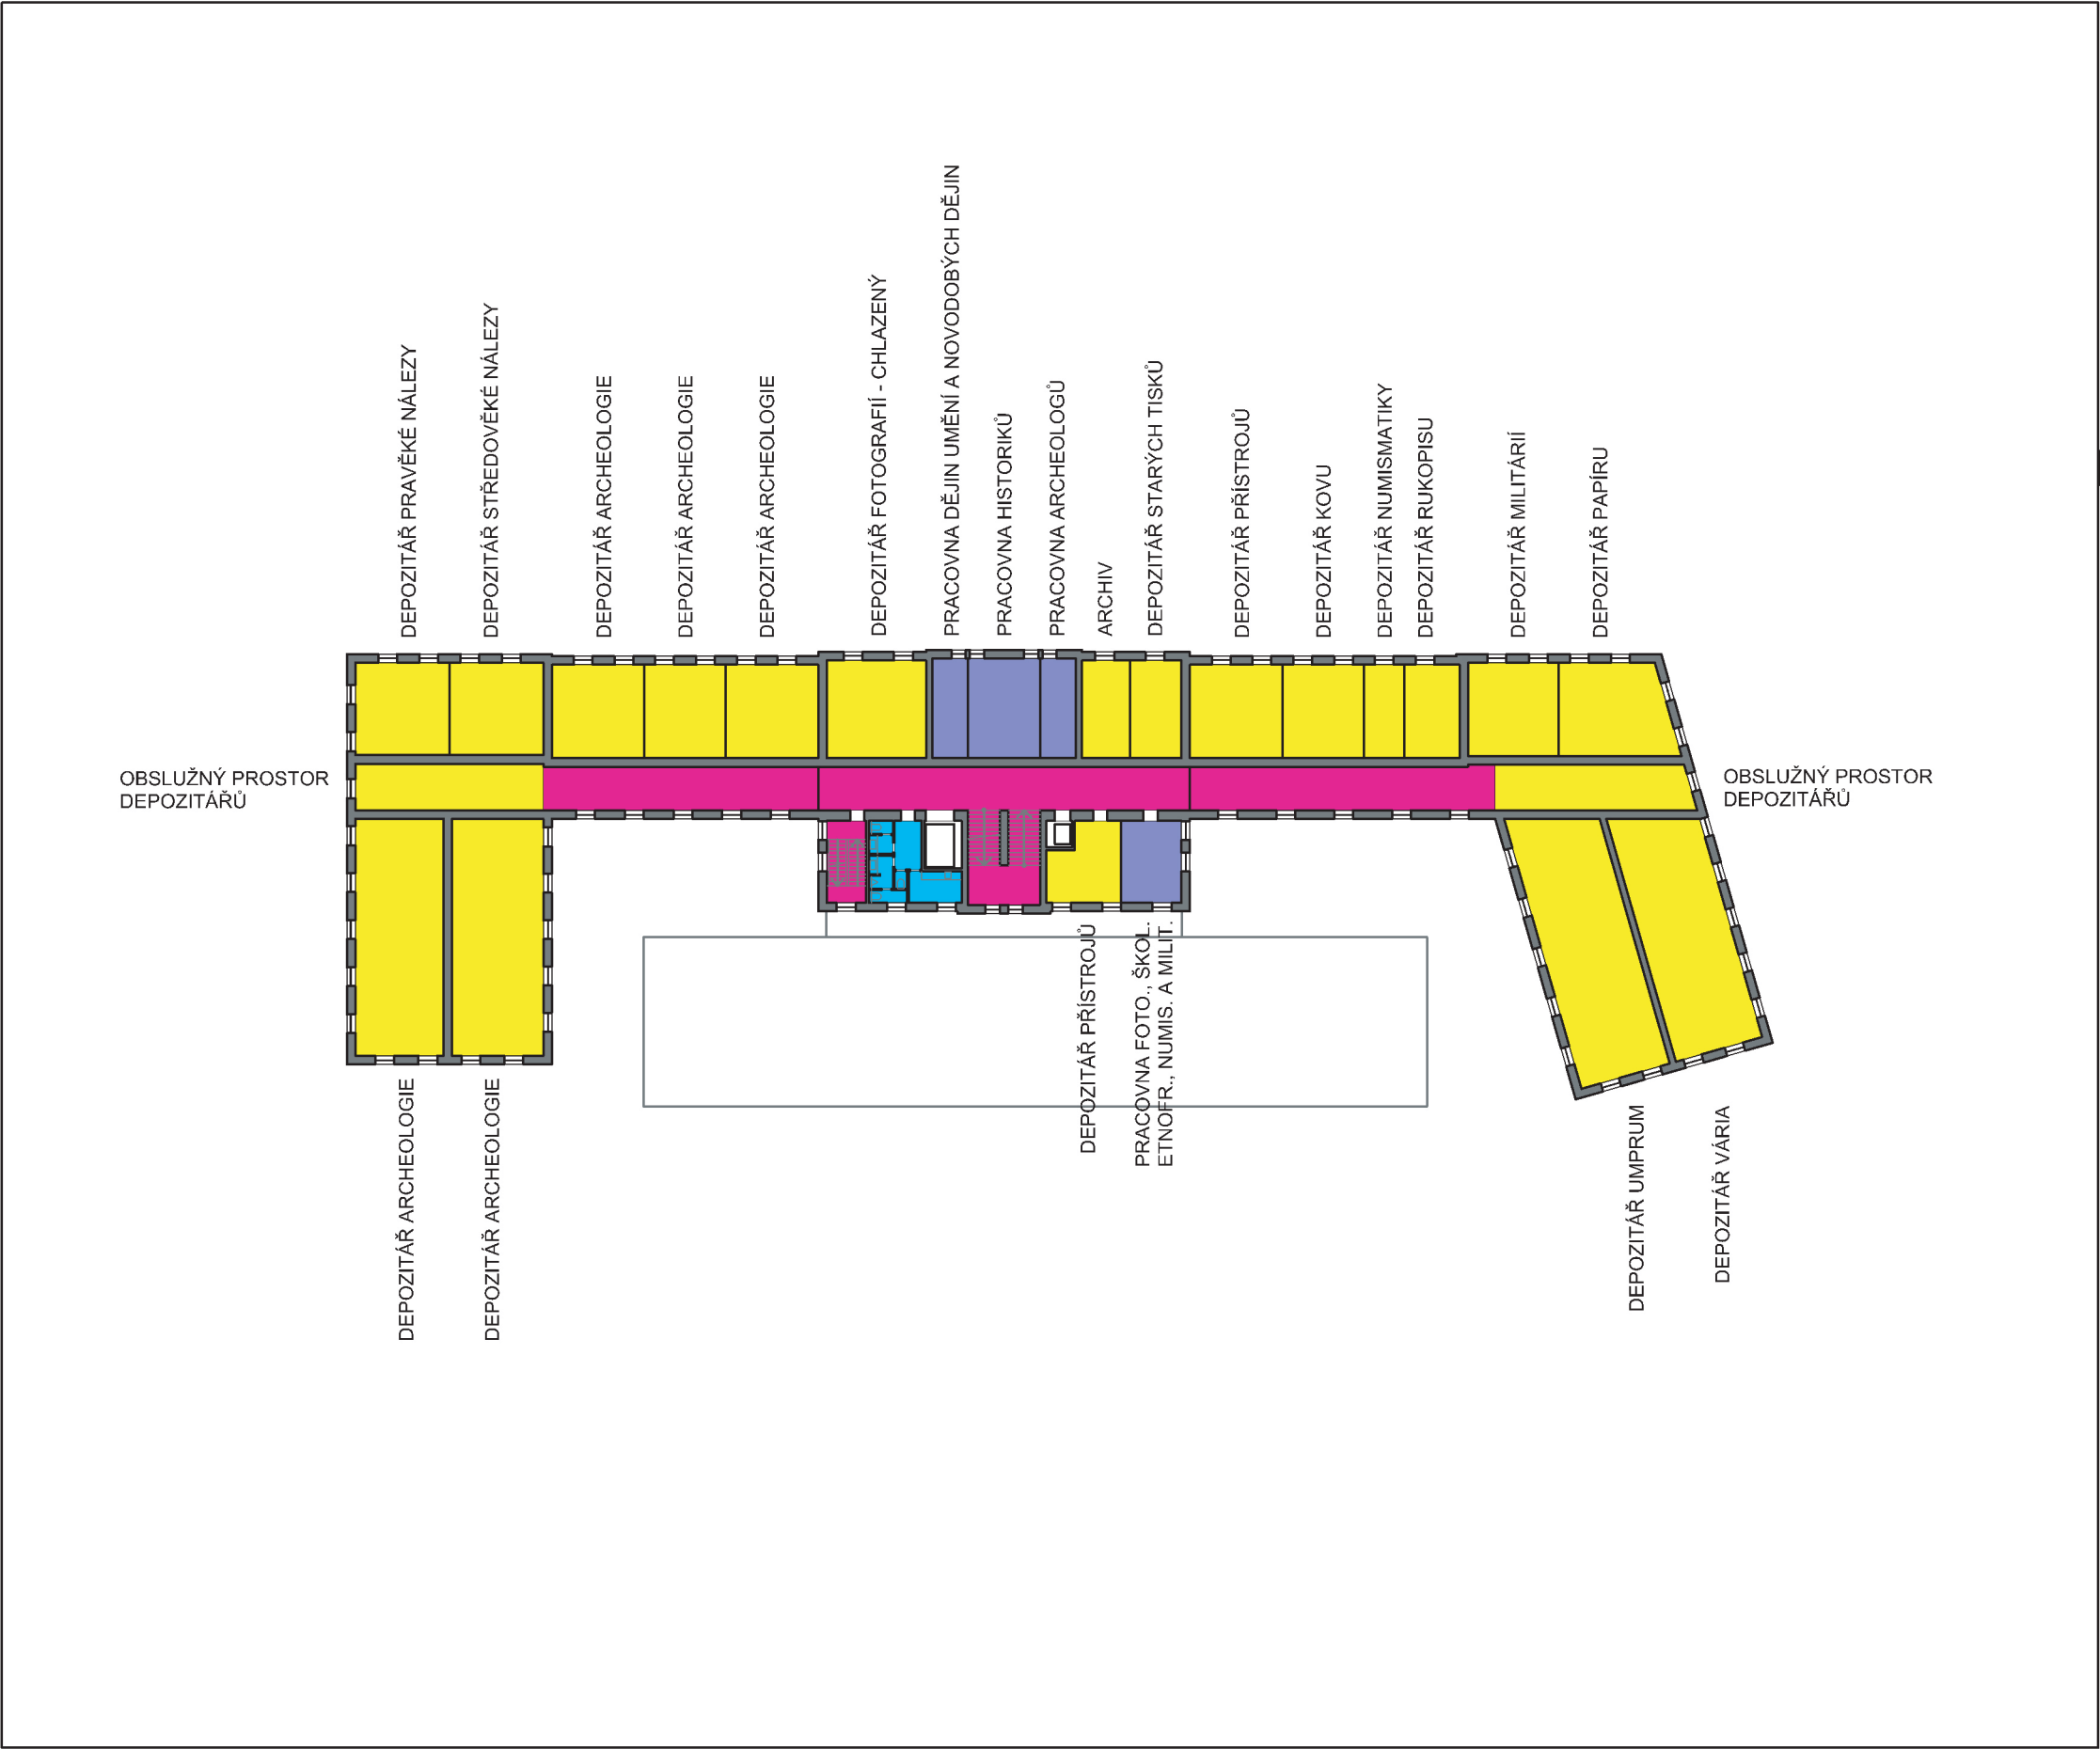 DEPOZITÁŘ PRAVĚKÉ NÁLEZY
DEPOZITÁŘ STŘEDOVĚKÉ NÁLEZY
DEPOZITÁŘ ARCHEOLOGIE
DEPOZITÁŘ ARCHEOLOGIE
DEPOZITÁŘ ARCHEOLOGIE
DEPOZITÁŘ FOTOGRAFIÍ - CHLAZENÝ
PRACOVNA DĚJIN UMĚNÍ A NOVODOBÝCH DĚJIN
PRACOVNA HISTORIKŮ
PRACOVNA ARCHEOLOGŮ
ARCHIV
DEPOZITÁŘ STARÝCH TISKŮ
DEPOZITÁŘ PŘÍSTROJŮ
DEPOZITÁŘ KOVU
DEPOZITÁŘ NUMISMATIKY
DEPOZITÁŘ RUKOPISU
DEPOZITÁŘ MILITÁRIÍ
DEPOZITÁŘ PAPÍRU
OBSLUŽNÝ PROSTOR
DEPOZITÁŘŮ
OBSLUŽNÝ PROSTOR
DEPOZITÁŘŮ
DEPOZITÁŘ ARCHEOLOGIE
DEPOZITÁŘ ARCHEOLOGIE
DEPOZITÁŘ PŘÍSTROJŮ
PRACOVNA FOTO., ŠKOL.
ETNOFR., NUMIS. A MILIT.
DEPOZITÁŘ UMPRUM
DEPOZITÁŘ VÁRIA